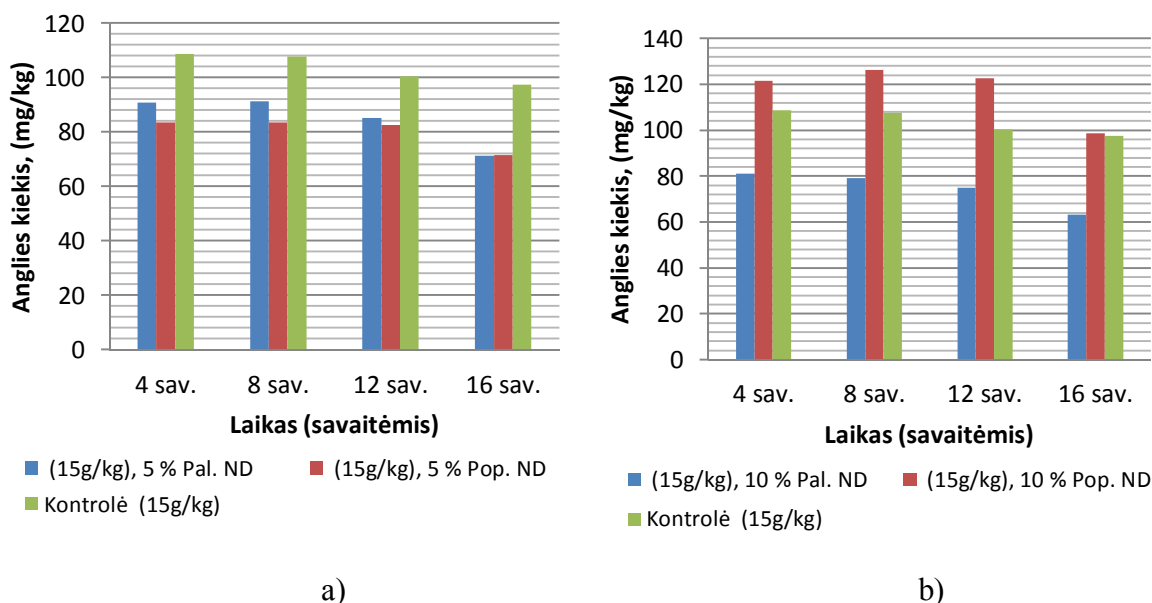 Anglies kiekis, (mg/kg)
120
100
80
60
40
20
0
4 sav. 8 sav. 12 sav. 16 sav.
Laikas (savaitėmis)
(15g/kg), 5 % Pal. ND (15g/kg), 5 % Pop. ND
Kontrolė (15g/kg)
a)
Anglies kiekis, (mg/kg)
140
120
100
80
60
40
20
0
4 sav. 8 sav. 12 sav. 16 sav.
Laikas (savaitėmis)
(15g/kg), 10 % Pal. ND (15g/kg), 10 % Pop. ND
Kontrolė (15g/kg)
b)